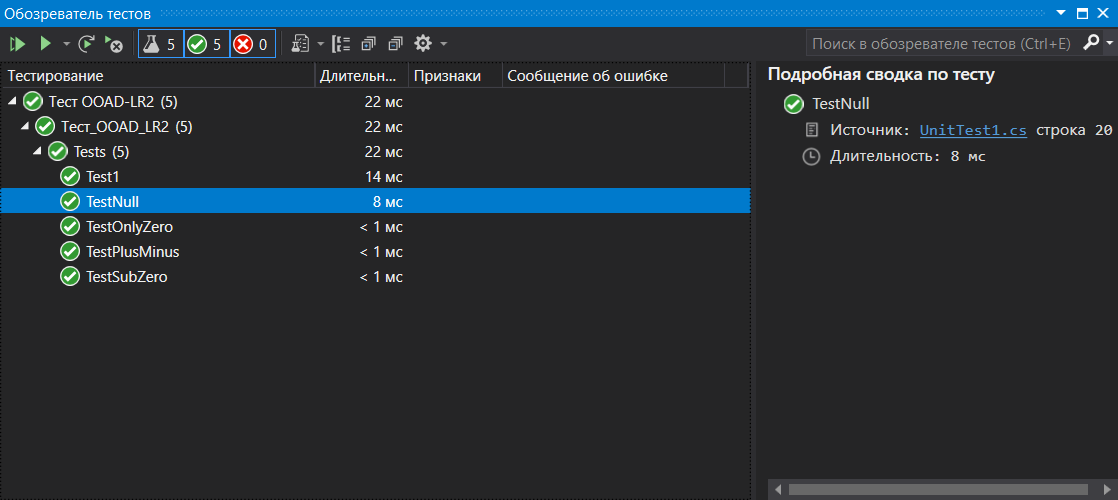 Обозреватель тестов
5 5 0
Поиск в обозревателе тестов (Ctrl+E)
Тестирование Длительн... Признаки Сообщение об ошибке
Тест OOAD-LR2 (5) 22 мс
Тест_OOAD_LR2 (5) 22 мс
Tests (5) 22 мс
Test1 14 мс
TestNull 8 мс
TestOnlyZero < 1 мс
TestPlusMinus < 1 мс
TestSubZero < 1 мс
Подробная сводка по тесту
TestNull
Источник: UnitTest1.cs строка 20
Длительность: 8 мс